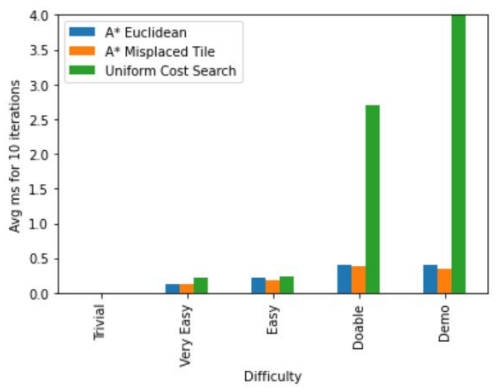 A* Euclidean
A* Misplaced Tile
Uniform Cost Search
4.0
3.5
3.0
2.5
2.0
1.5
1.0
0.5
0.0
Avg ms for 10 iterations
Trivial
Very Easy
Easy
Doable
Demo
Difficulty